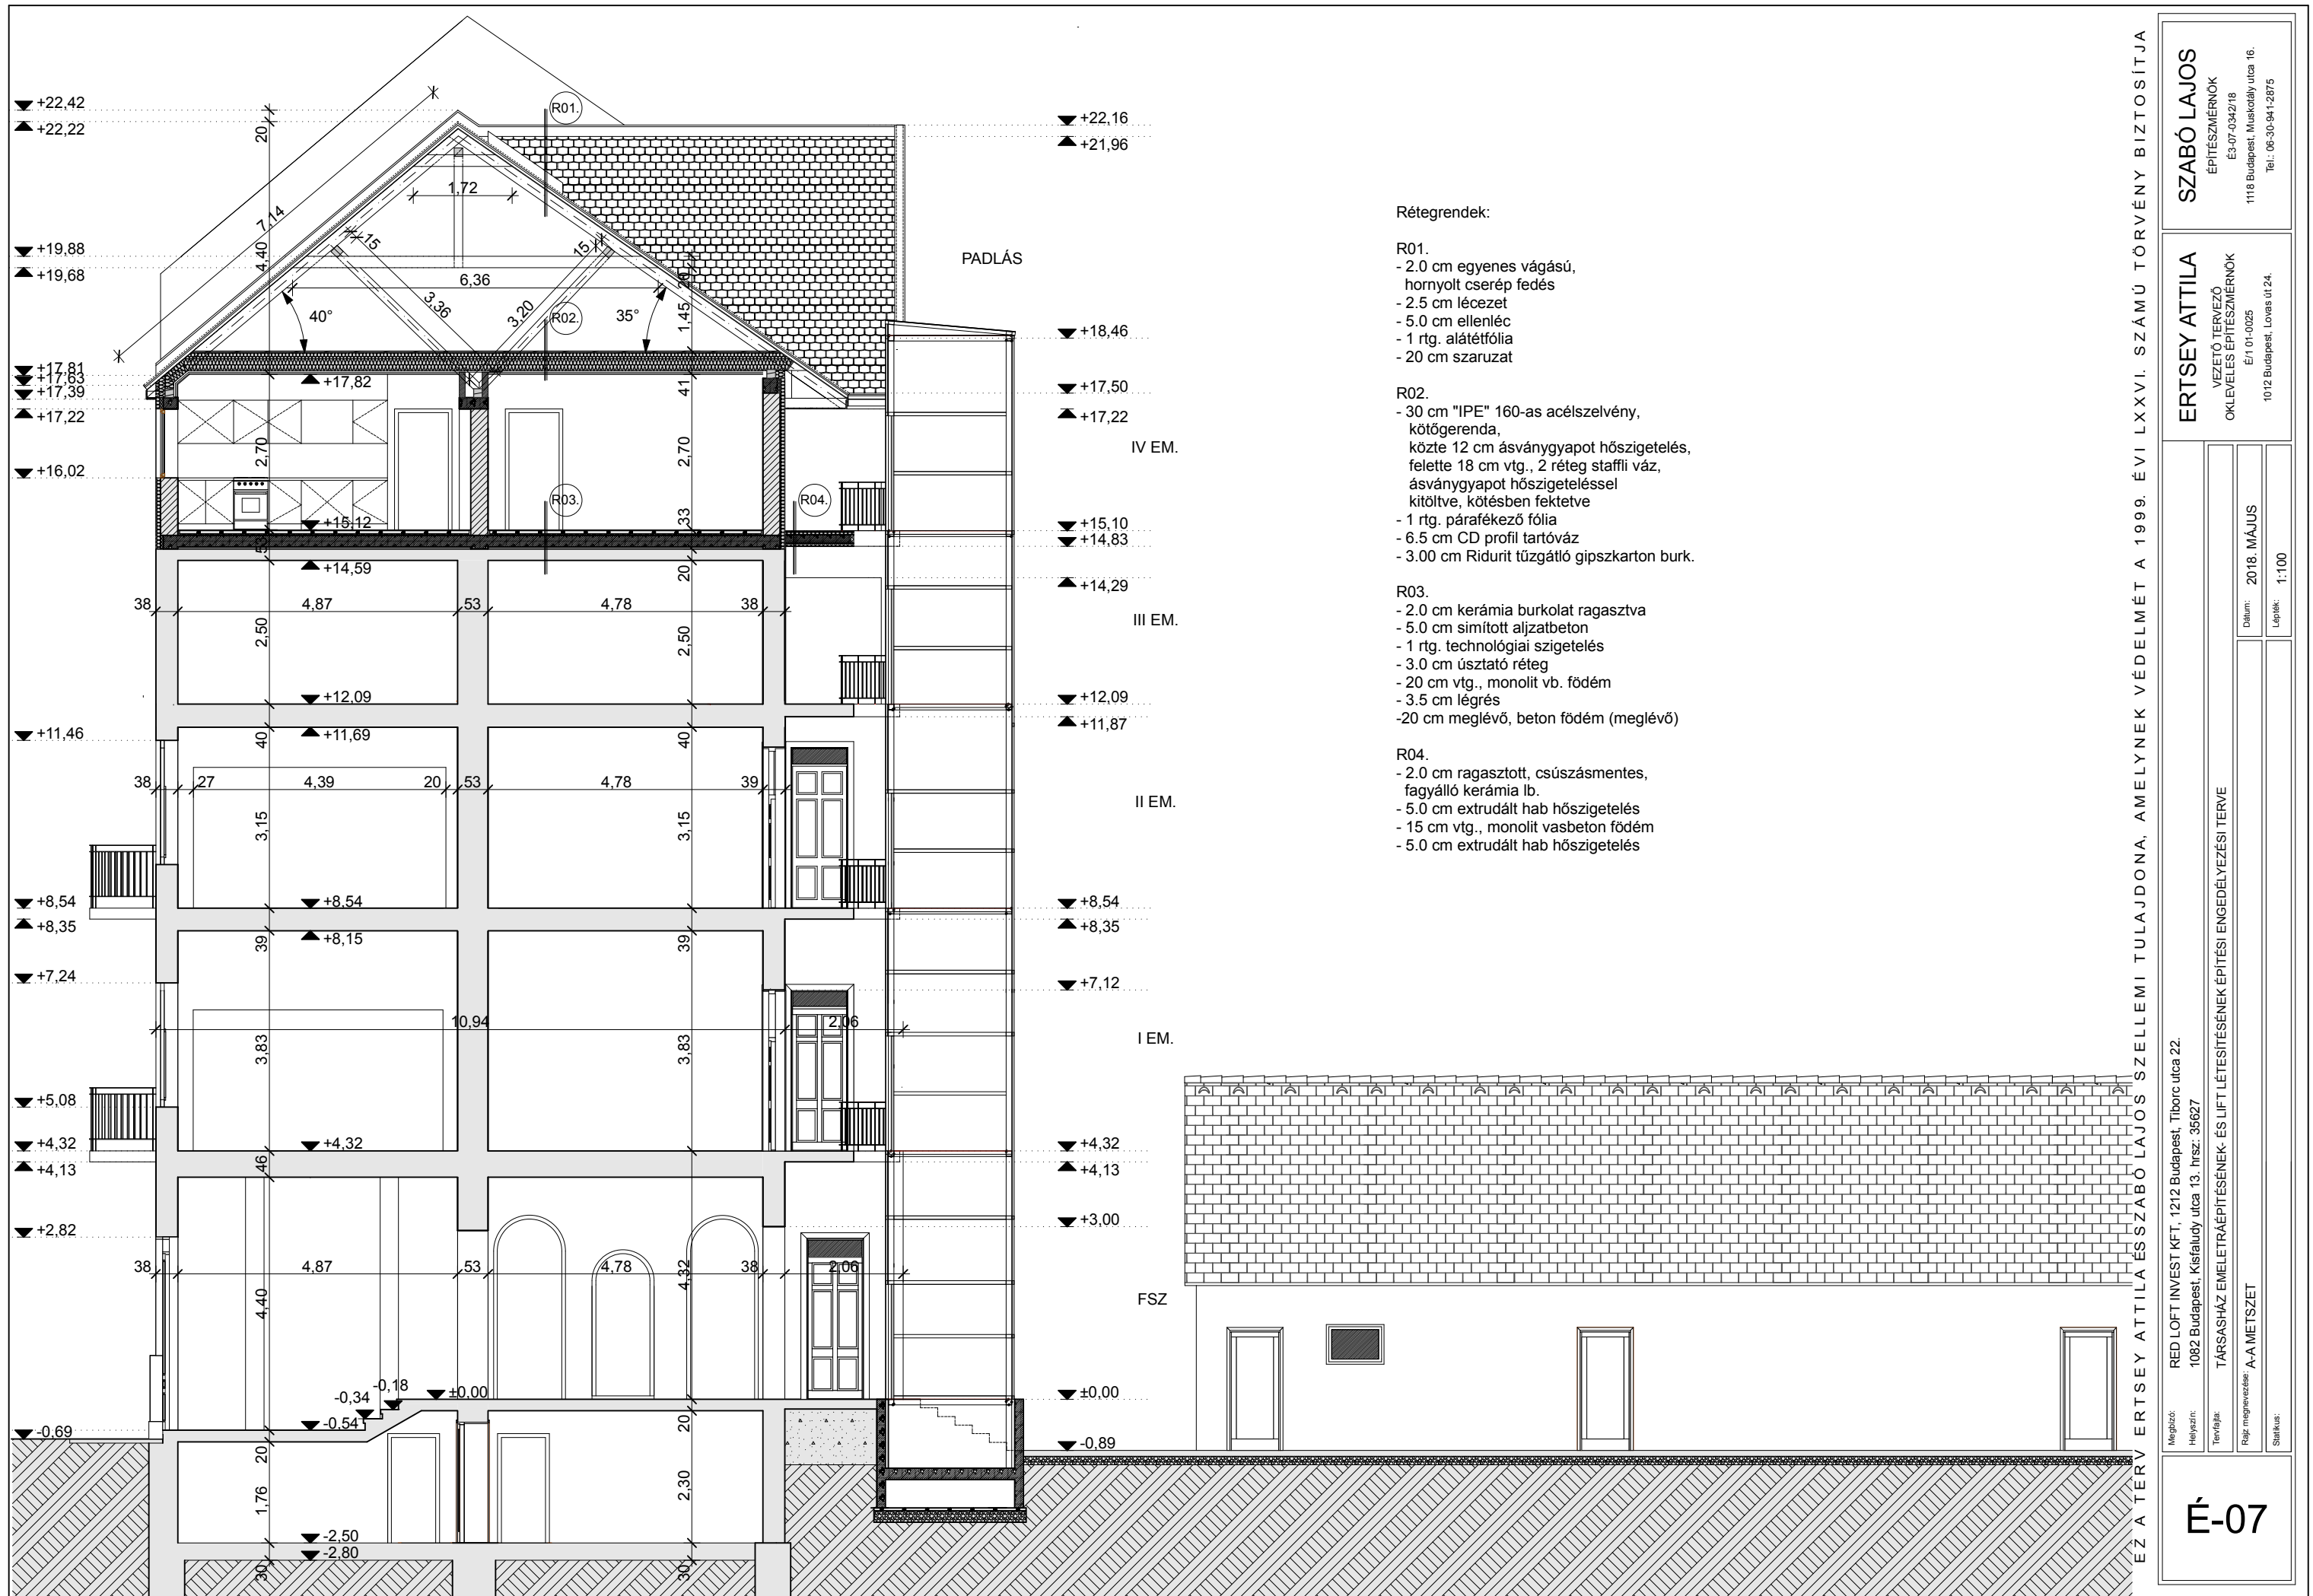 +22,42
+22,22
+19,88
+19,68
+17,81
+17,63
+17,39
+17,22
+16,02
+11,46
+8,54
+8,35
+7,24
+5,08
+4,32
+4,13
+2,82
-0,69
20
R01.
1,72
7,14
15
15
4,40
6,36
20
3,36
3,20
R02.
40°
35°
1,45
+17,82
41
2,70
2,70
R03.
R04.
33
+15,12
53
+14,59
20
38
4,87
53
4,78
38
2,50
2,50
+12,09
40
+11,69
40
38
27
4,39
20
53
4,78
39
3,15
3,15
+8,54
39
+8,15
39
10,94
2,06
3,83
3,83
+4,32
46
38
4,87
53
4,78
4,32
38
2,06
4,40
-0,18
-0,34
±0,00
-0,54
20
20
1,76
2,30
-2,50
-2,80
30
30
+22,16
+21,96
PADLÁS
+18,46
+17,50
+17,22
IV EM.
+15,10
+14,83
+14,29
III EM.
+12,09
+11,87
II EM.
+8,54
+8,35
+7,12
I EM.
+4,32
+4,13
+3,00
FSZ
±0,00
-0,89
Rétegrendek:
R01.
- 2.0 cm egyenes vágású,
hornyolt cserép fedés
- 2.5 cm lécezet
- 5.0 cm ellenléc
- 1 rtg. alátétfólia
- 20 cm szaruzat
R02.
- 30 cm "IPE" 160-as acélszelvény,
kötőgerenda,
közte 12 cm ásványgyapot hőszigetelés,
felette 18 cm vtg., 2 réteg staffli váz,
ásványgyapot hőszigeteléssel
kitöltve, kötésben fektetve
- 1 rtg. párafékező fólia
- 6.5 cm CD profil tartóváz
- 3.00 cm Ridurit tűzgátló gipszkarton burk.
R03.
- 2.0 cm kerámia burkolat ragasztva
- 5.0 cm simított aljzatbeton
- 1 rtg. technológiai szigetelés
- 3.0 cm úsztató réteg
- 20 cm vtg., monolit vb. födém
- 3.5 cm légrés
-20 cm meglévő, beton födém (meglévő)
R04.
- 2.0 cm ragasztott, csúszásmentes,
fagyálló kerámia lb.
- 5.0 cm extrudált hab hőszigetelés
- 15 cm vtg., monolit vasbeton födém
- 5.0 cm extrudált hab hőszigetelés
EZ A TERV ERTSEY ATTILA ÉS SZABÓ LAJOS SZELLEMI TULAJDONA, AMELYNEK VÉDELMÉT A 1999. ÉVI LXXVI. SZÁMÚ TÖRVÉNY BIZTOSÍTJA
SZABÓ LAJOS
ÉPÍTÉSZMÉRNÖK
É3-07-0342/18
1118 Budapest, Muskotály utca 16.
Tel.: 06-30-941-2875
ERTSEY ATTILA
VEZETŐ TERVEZŐ
OKLEVELES ÉPÍTÉSZMÉRNÖK
É/1 01-0025
1012 Budapest, Lovas út 24.
Megbízó: RED LOFT INVEST KFT, 1212 Budapest, Tiborc utca 22.
Helyszín: 1082 Budapest, Kisfaludy utca 13. hrsz.: 35627
Tervfajta: TÁRSASHÁZ EMELETRÁÉPÍTÉSÉNEK- ÉS LIFT LÉTESÍTÉSÉNEK ÉPÍTÉSI ENGEDÉLYEZÉSI TERVE
Rajz megnevezése: A-A METSZET
Dátum: 2018. MÁJUS
Statikus:
Lépték: 1:100
É-07